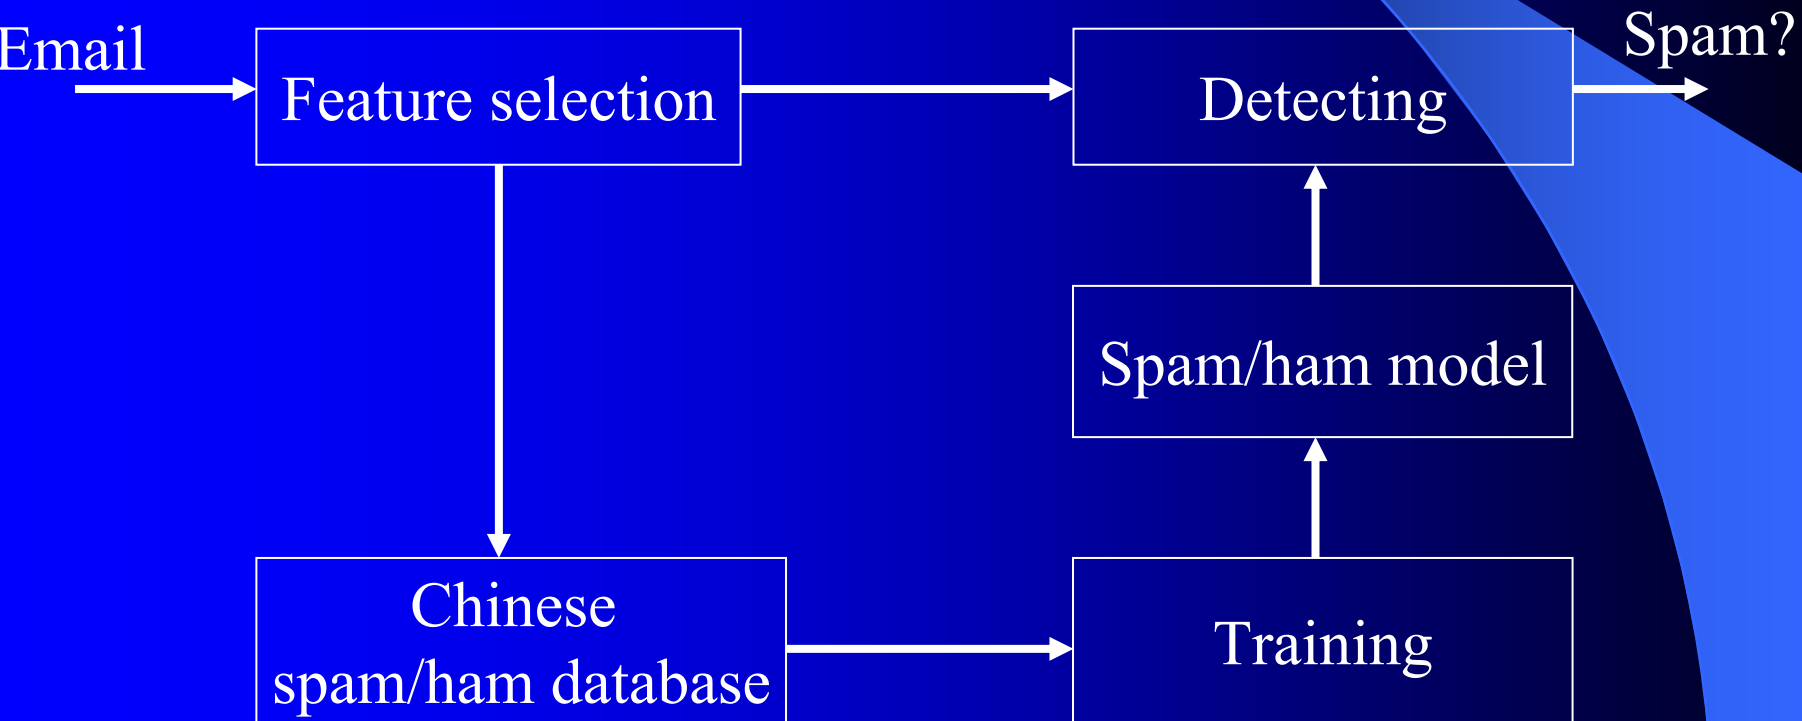 Email
Feature selection
Detecting
Spam?
Spam/ham model
Chinese
spam/ham database
Training